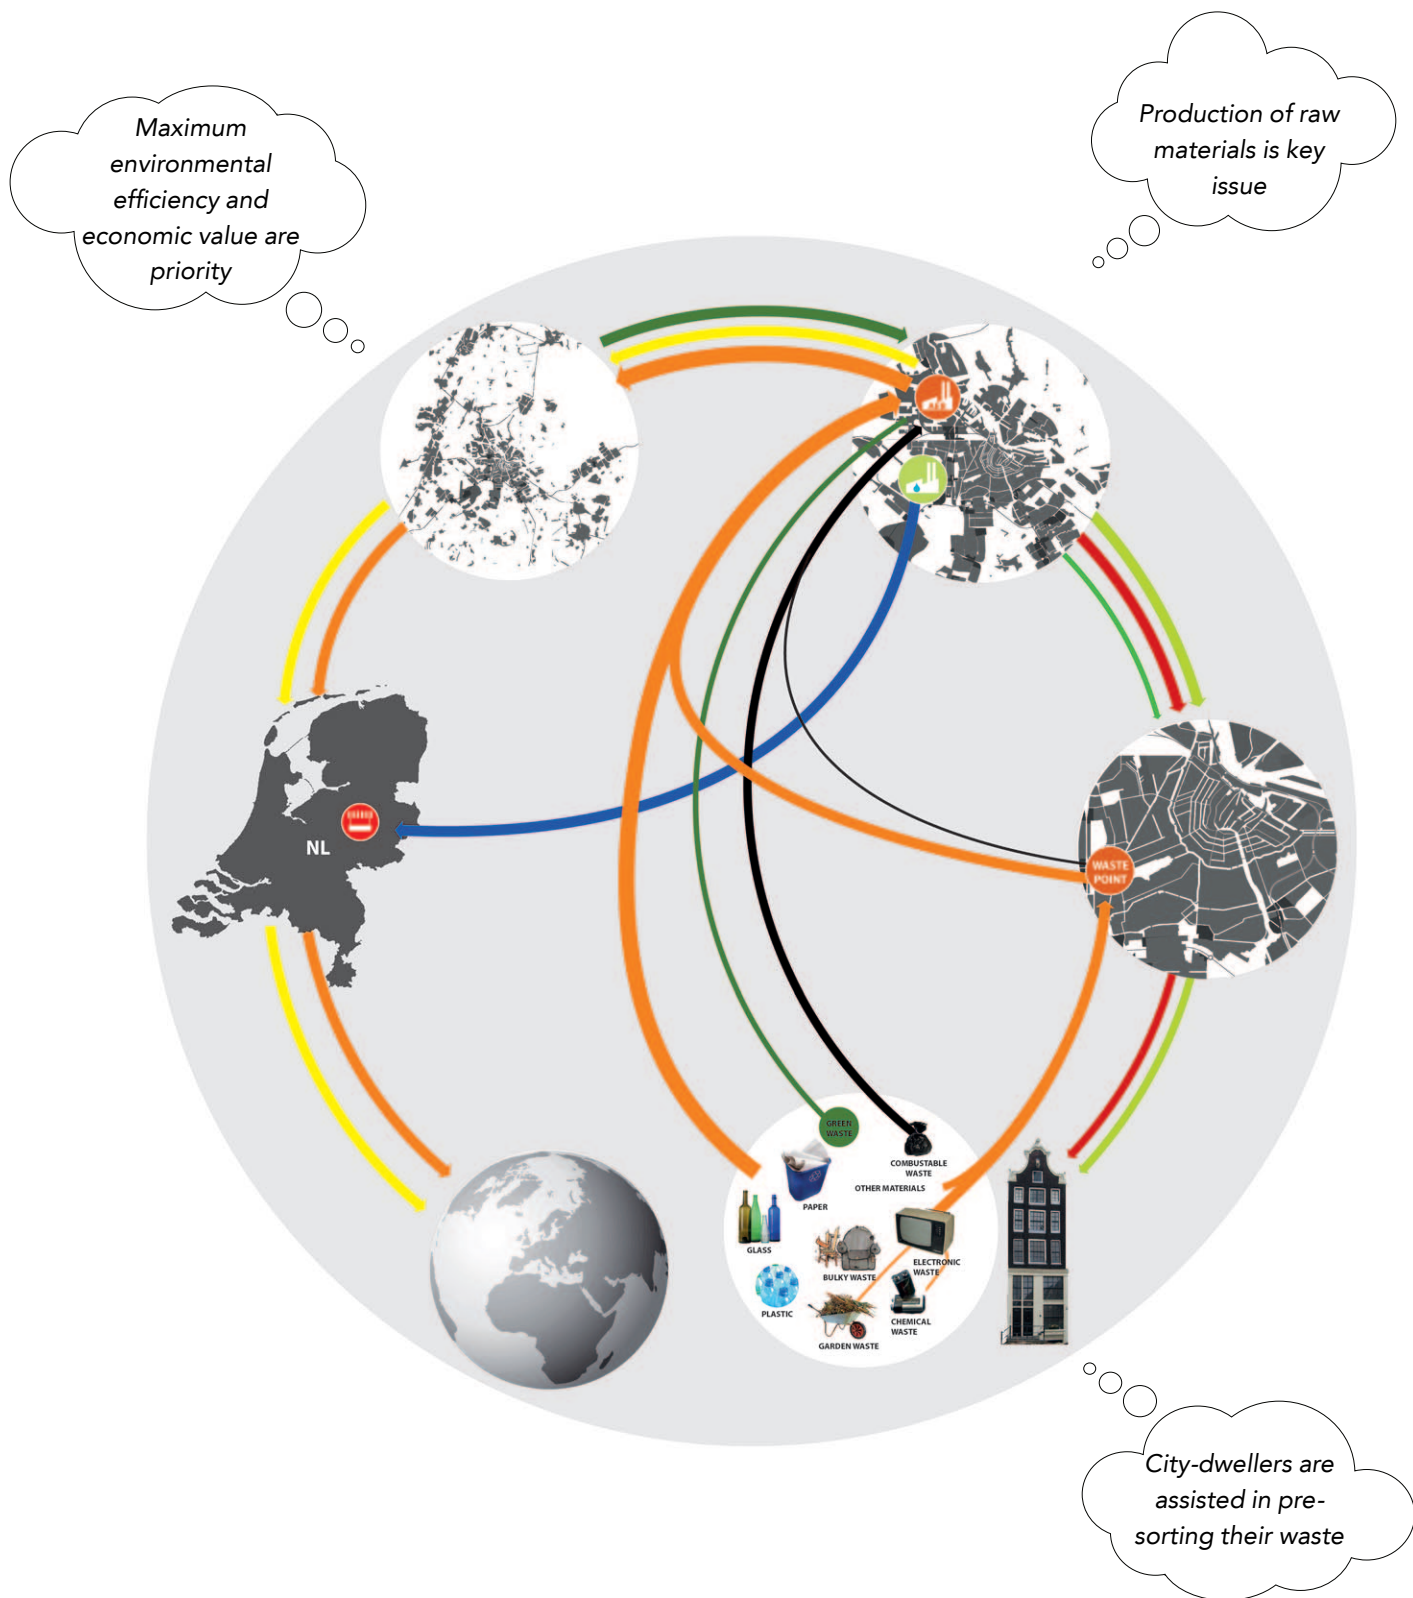 Maximum
environmental
efficiency and
economic value are
priority
Production of raw
materials is key
issue
NL
WASTE
POINT
GREEN
WASTE
COMBUSTABLE
WASTE
OTHER MATERIALS
PAPER
GLASS
BULKY WASTE
ELECTRONIC
WASTE
PLASTIC
CHEMICAL
WASTE
GARDEN WASTE
City-dwellers are
assisted in pre-
sorting their waste